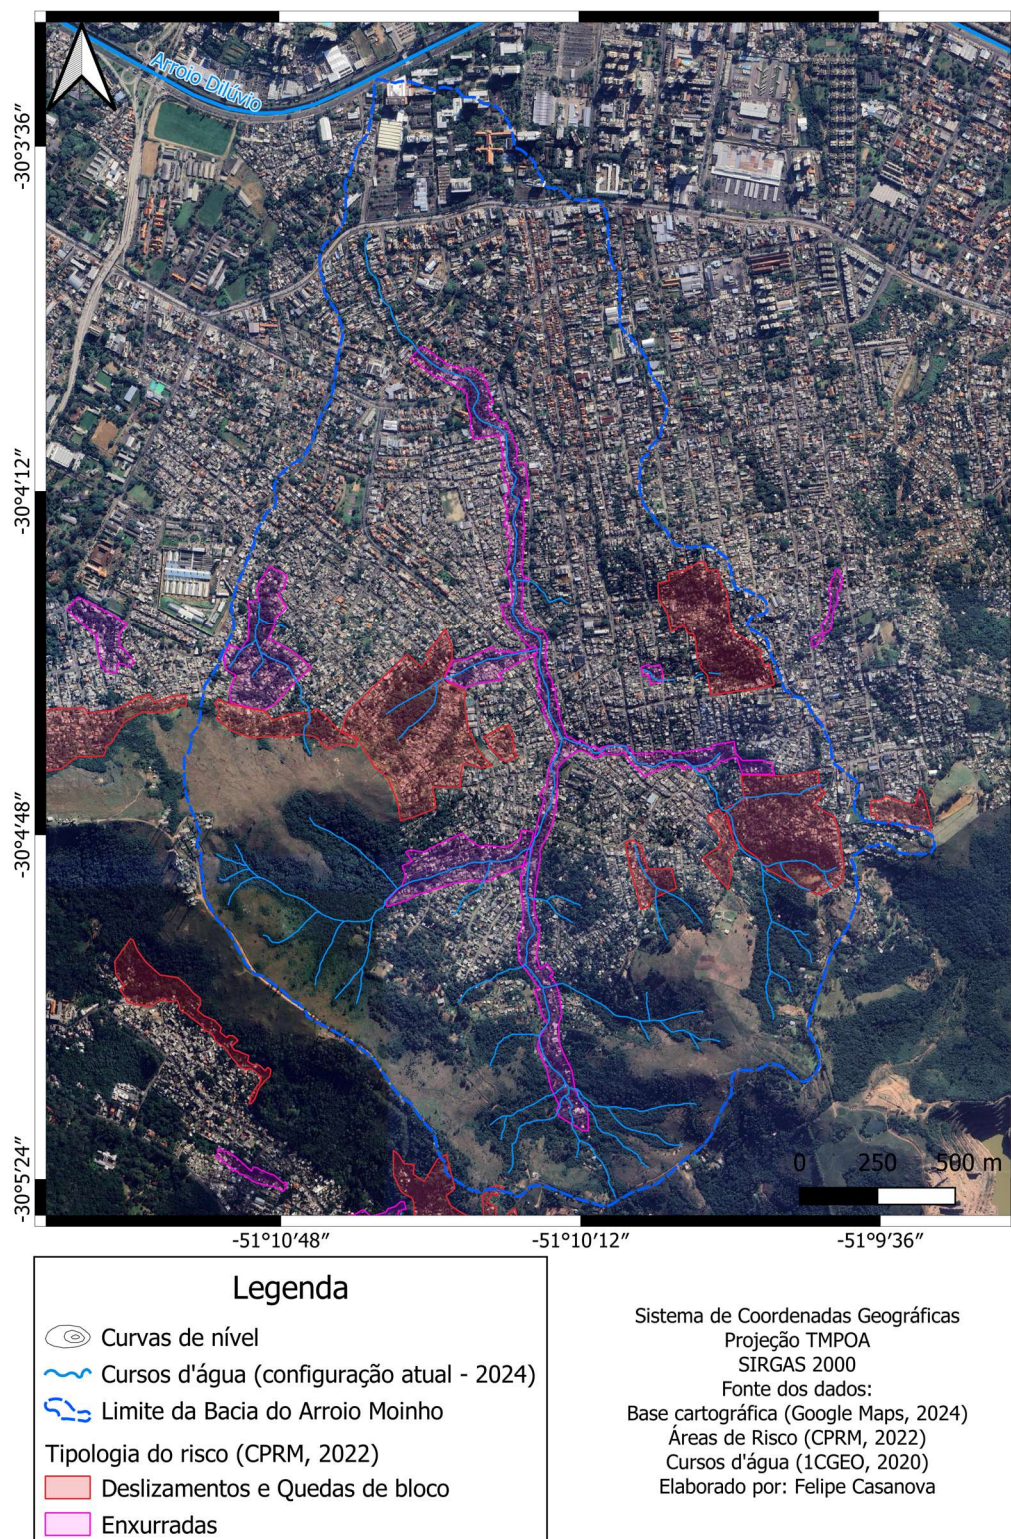 Arroio Dilúvio
-30°3'36"
-30°4'12"
-30°4'48"
-30°5'24"
0 250 500 m
-51°10'48" -51°10'12" -51°9'36"
Legenda
Curvas de nível
Cursos d'água (configuração atual - 2024)
Limite da Bacia do Arroio Moinho
Tipologia do risco (CPRM, 2022)
Deslizamentos e Quedas de bloco
Enxurradas
Sistema de Coordenadas Geográficas
Projeção TMPOA
SIRGAS 2000
Fonte dos dados:
Base cartográfica (Google Maps, 2024)
Áreas de Risco (CPRM, 2022)
Cursos d'água (1CGEO, 2020)
Elaborado por: Felipe Casanova